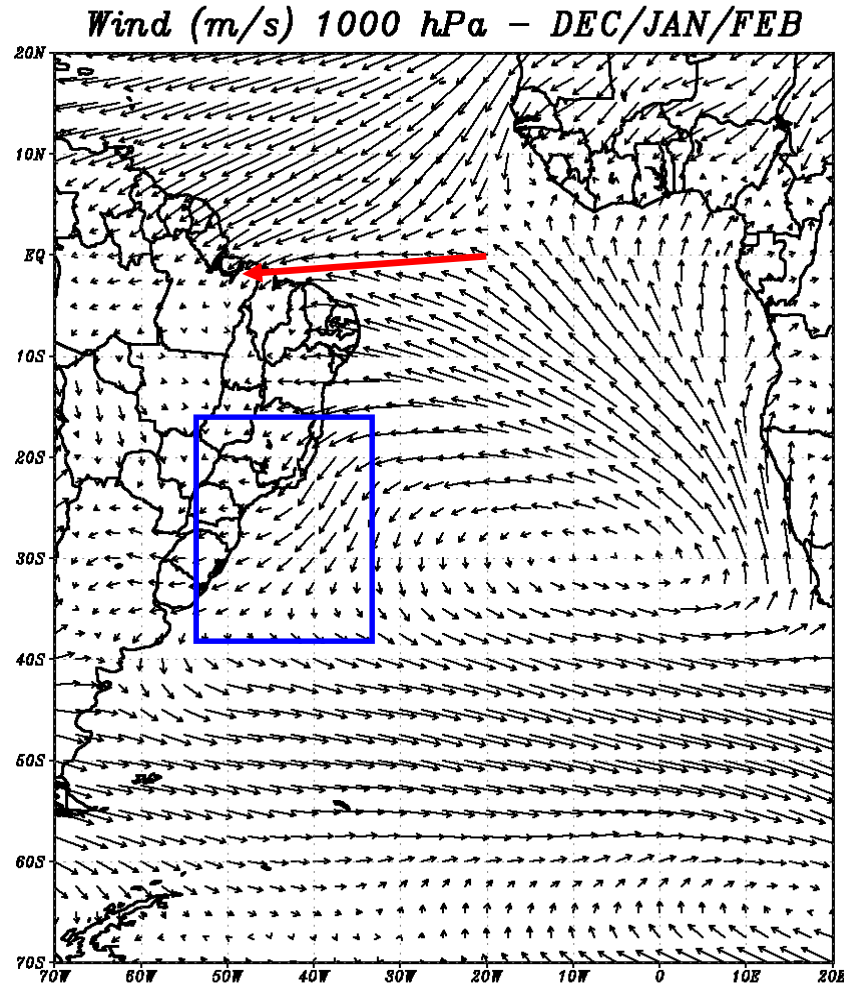 Wind (m/s) 1000 hPa - DEC/JAN/FEB
20N
10N
EQ
10S
20S
30S
40S
50S
60S
70S
70W 60W 50W 40W 30W 20W 10W 0 10E 20E